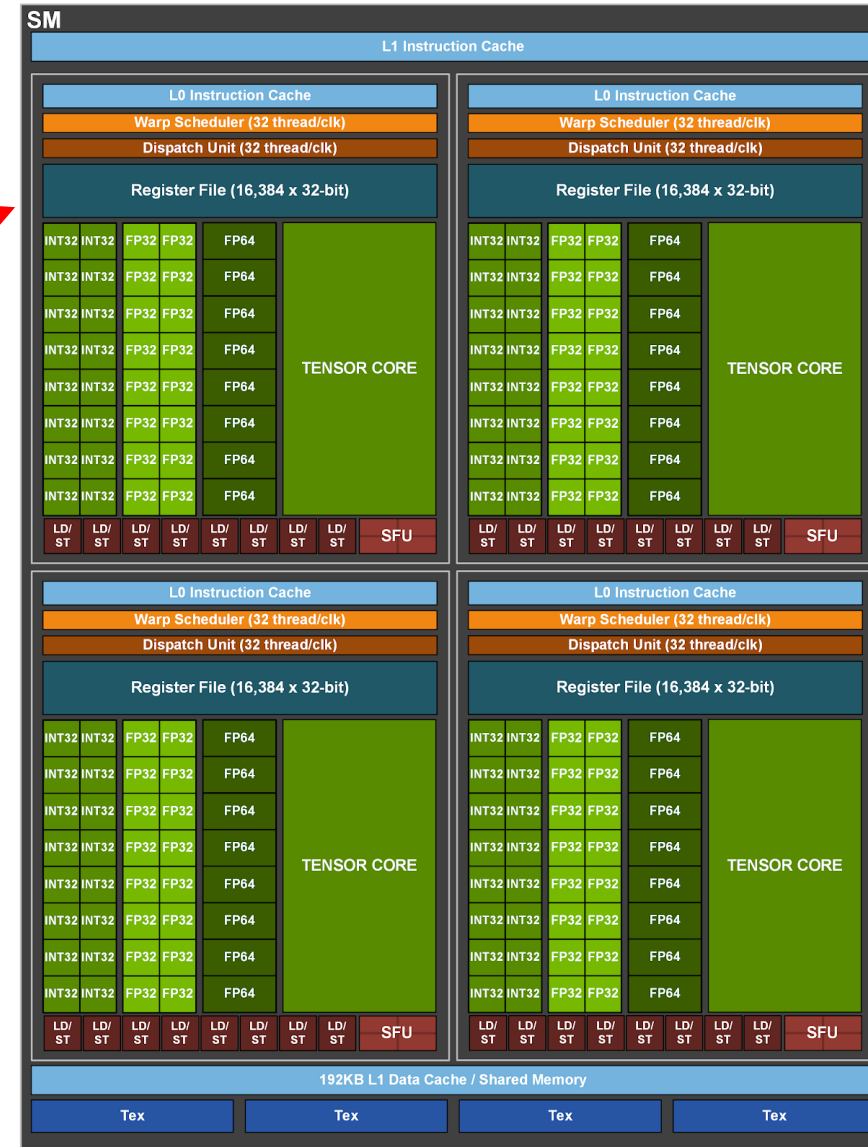 SM
L1 Instruction Cache
L0 Instruction Cache
Warp Scheduler (32 thread/clk)
Dispatch Unit (32 thread/clk)
Register File (16,384 x 32-bit)
INT32 INT32 FP32 FP32 FP64
INT32 INT32 FP32 FP32 FP64
INT32 INT32 FP32 FP32 FP64
INT32 INT32 FP32 FP32 FP64
TENSOR CORE
INT32 INT32 FP32 FP32 FP64
INT32 INT32 FP32 FP32 FP64
INT32 INT32 FP32 FP32 FP64
INT32 INT32 FP32 FP32 FP64
LD/ LD/ LD/ LD/ LD/ LD/ LD/ LD/
ST ST ST ST ST ST ST ST
SFU
L0 Instruction Cache
Warp Scheduler (32 thread/clk)
Dispatch Unit (32 thread/clk)
Register File (16,384 x 32-bit)
INT32 INT32 FP32 FP32 FP64
INT32 INT32 FP32 FP32 FP64
INT32 INT32 FP32 FP32 FP64
INT32 INT32 FP32 FP32 FP64
TENSOR CORE
INT32 INT32 FP32 FP32 FP64
INT32 INT32 FP32 FP32 FP64
INT32 INT32 FP32 FP32 FP64
INT32 INT32 FP32 FP32 FP64
LD/ LD/ LD/ LD/ LD/ LD/ LD/ LD/
ST ST ST ST ST ST ST ST
SFU
L0 Instruction Cache
Warp Scheduler (32 thread/clk)
Dispatch Unit (32 thread/clk)
Register File (16,384 x 32-bit)
INT32 INT32 FP32 FP32 FP64
INT32 INT32 FP32 FP32 FP64
INT32 INT32 FP32 FP32 FP64
INT32 INT32 FP32 FP32 FP64
TENSOR CORE
INT32 INT32 FP32 FP32 FP64
INT32 INT32 FP32 FP32 FP64
INT32 INT32 FP32 FP32 FP64
INT32 INT32 FP32 FP32 FP64
LD/ LD/ LD/ LD/ LD/ LD/ LD/ LD/
ST ST ST ST ST ST ST ST
SFU
L0 Instruction Cache
Warp Scheduler (32 thread/clk)
Dispatch Unit (32 thread/clk)
Register File (16,384 x 32-bit)
INT32 INT32 FP32 FP32 FP64
INT32 INT32 FP32 FP32 FP64
INT32 INT32 FP32 FP32 FP64
INT32 INT32 FP32 FP32 FP64
TENSOR CORE
INT32 INT32 FP32 FP32 FP64
INT32 INT32 FP32 FP32 FP64
INT32 INT32 FP32 FP32 FP64
INT32 INT32 FP32 FP32 FP64
LD/ LD/ LD/ LD/ LD/ LD/ LD/ LD/
ST ST ST ST ST ST ST ST
SFU
192KB L1 Data Cache / Shared Memory
Tex Tex Tex Tex